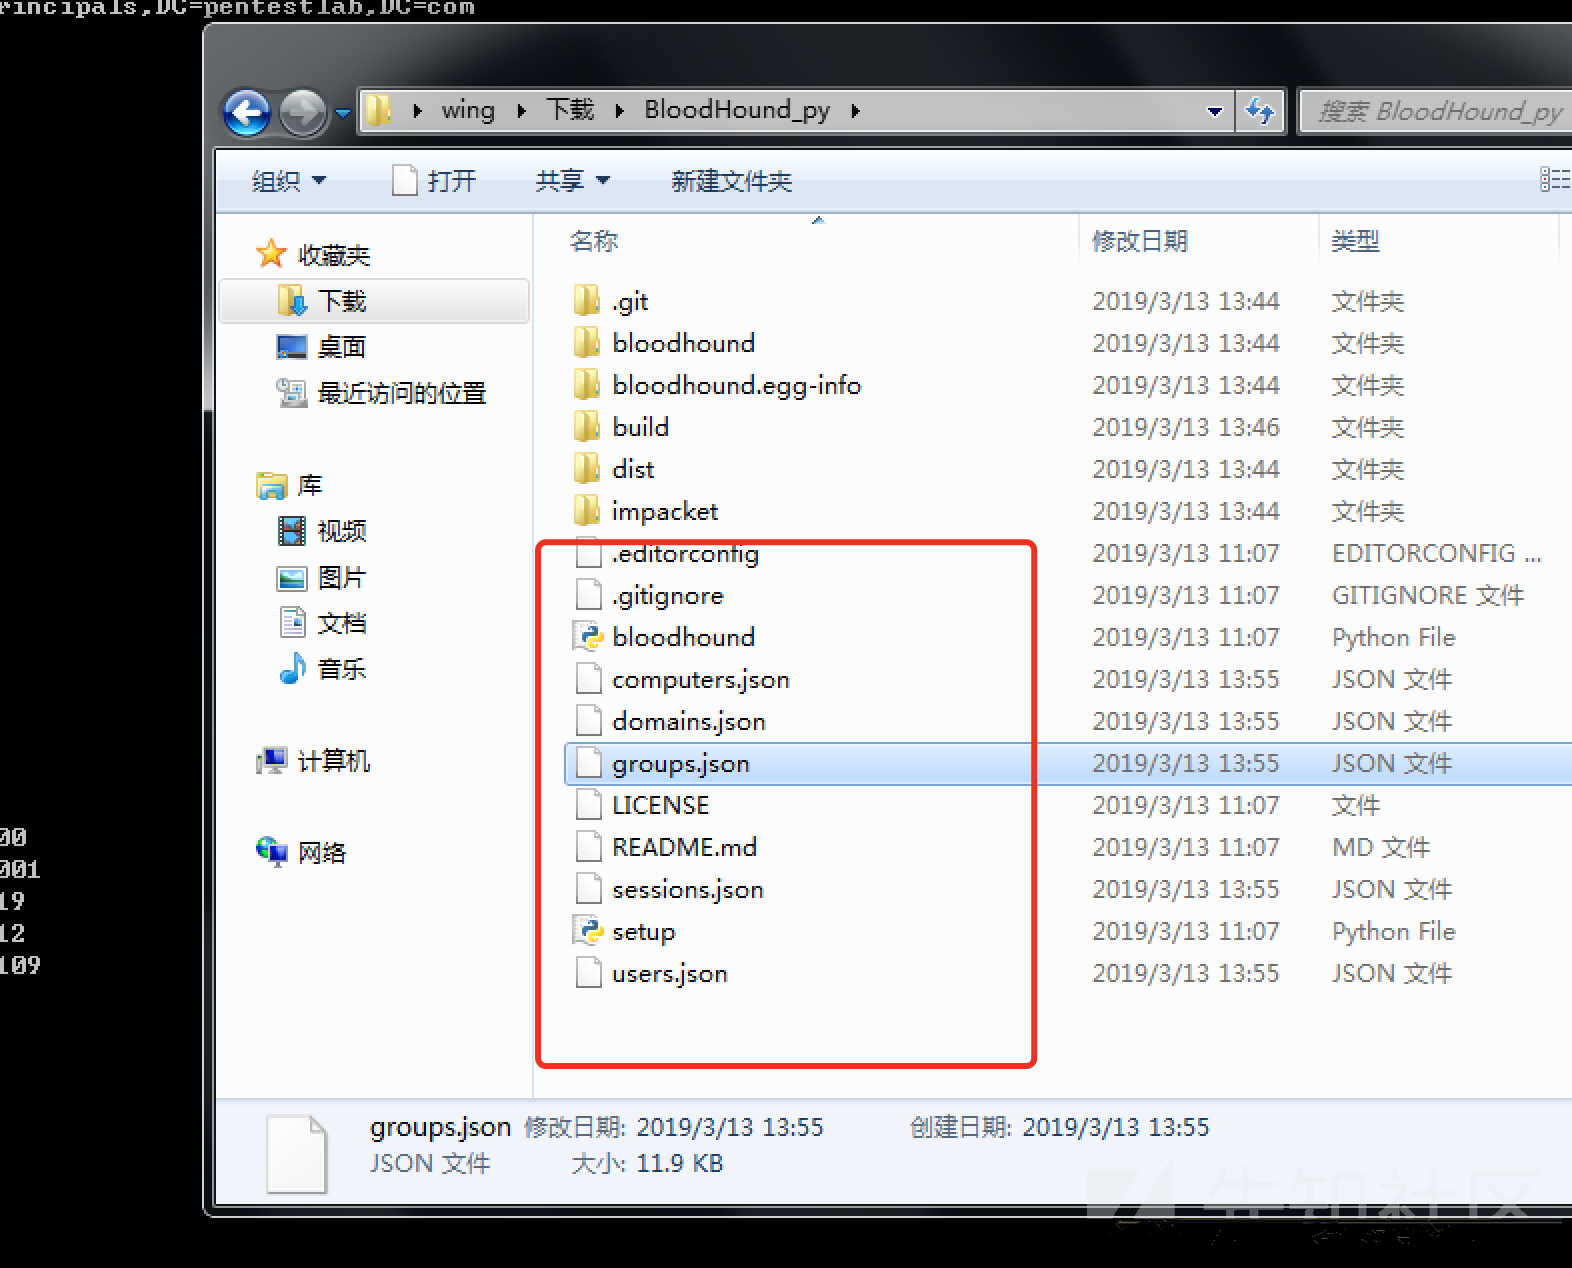 rincipals,DC=pentestlab,DC=com
wing 下载 BloodHound_py
搜索 BloodHound_py
组织 打开 共享 新建文件夹
名称 修改日期 类型
收藏夹
下载
桌面
最近访问的位置
库
视频
图片
文档
音乐
计算机
网络
.git 2019/3/13 13:44 文件夹
bloodhound 2019/3/13 13:44 文件夹
bloodhound.egg-info 2019/3/13 13:44 文件夹
build 2019/3/13 13:46 文件夹
dist 2019/3/13 13:44 文件夹
impacket 2019/3/13 13:44 文件夹
.editorconfig 2019/3/13 11:07 EDITORCONFIG ...
.gitignore 2019/3/13 11:07 GITIGNORE 文件
bloodhound 2019/3/13 11:07 Python File
computers.json 2019/3/13 13:55 JSON 文件
domains.json 2019/3/13 13:55 JSON 文件
groups.json 2019/3/13 13:55 JSON 文件
LICENSE 2019/3/13 11:07 文件
README.md 2019/3/13 11:07 MD 文件
sessions.json 2019/3/13 13:55 JSON 文件
setup 2019/3/13 11:07 Python File
users.json 2019/3/13 13:55 JSON 文件
00
001
19
12
109
groups.json 修改日期: 2019/3/13 13:55 创建日期: 2019/3/13 13:55
JSON 文件 大小: 11.9 KB
先知社区